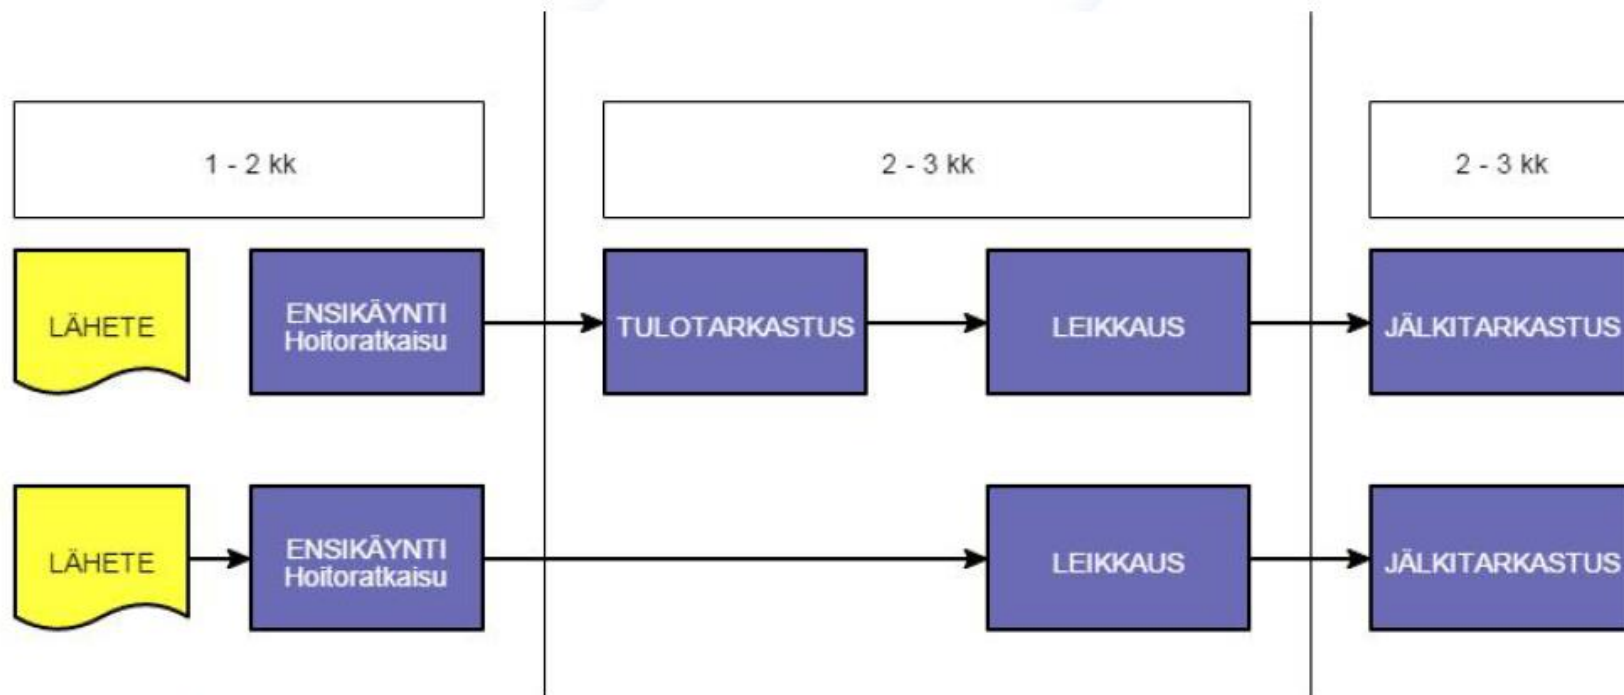 1 - 2 kk
2 - 3 kk
2 - 3 kk
LÄHETE
ENSIKÄYNTI
Hoitoratkaisu
TULOTARKASTUS
LEIKKAUS
JÄLKITARKASTUS
LÄHETE
ENSIKÄYNTI
Hoitoratkaisu
LEIKKAUS
JÄLKITARKASTUS